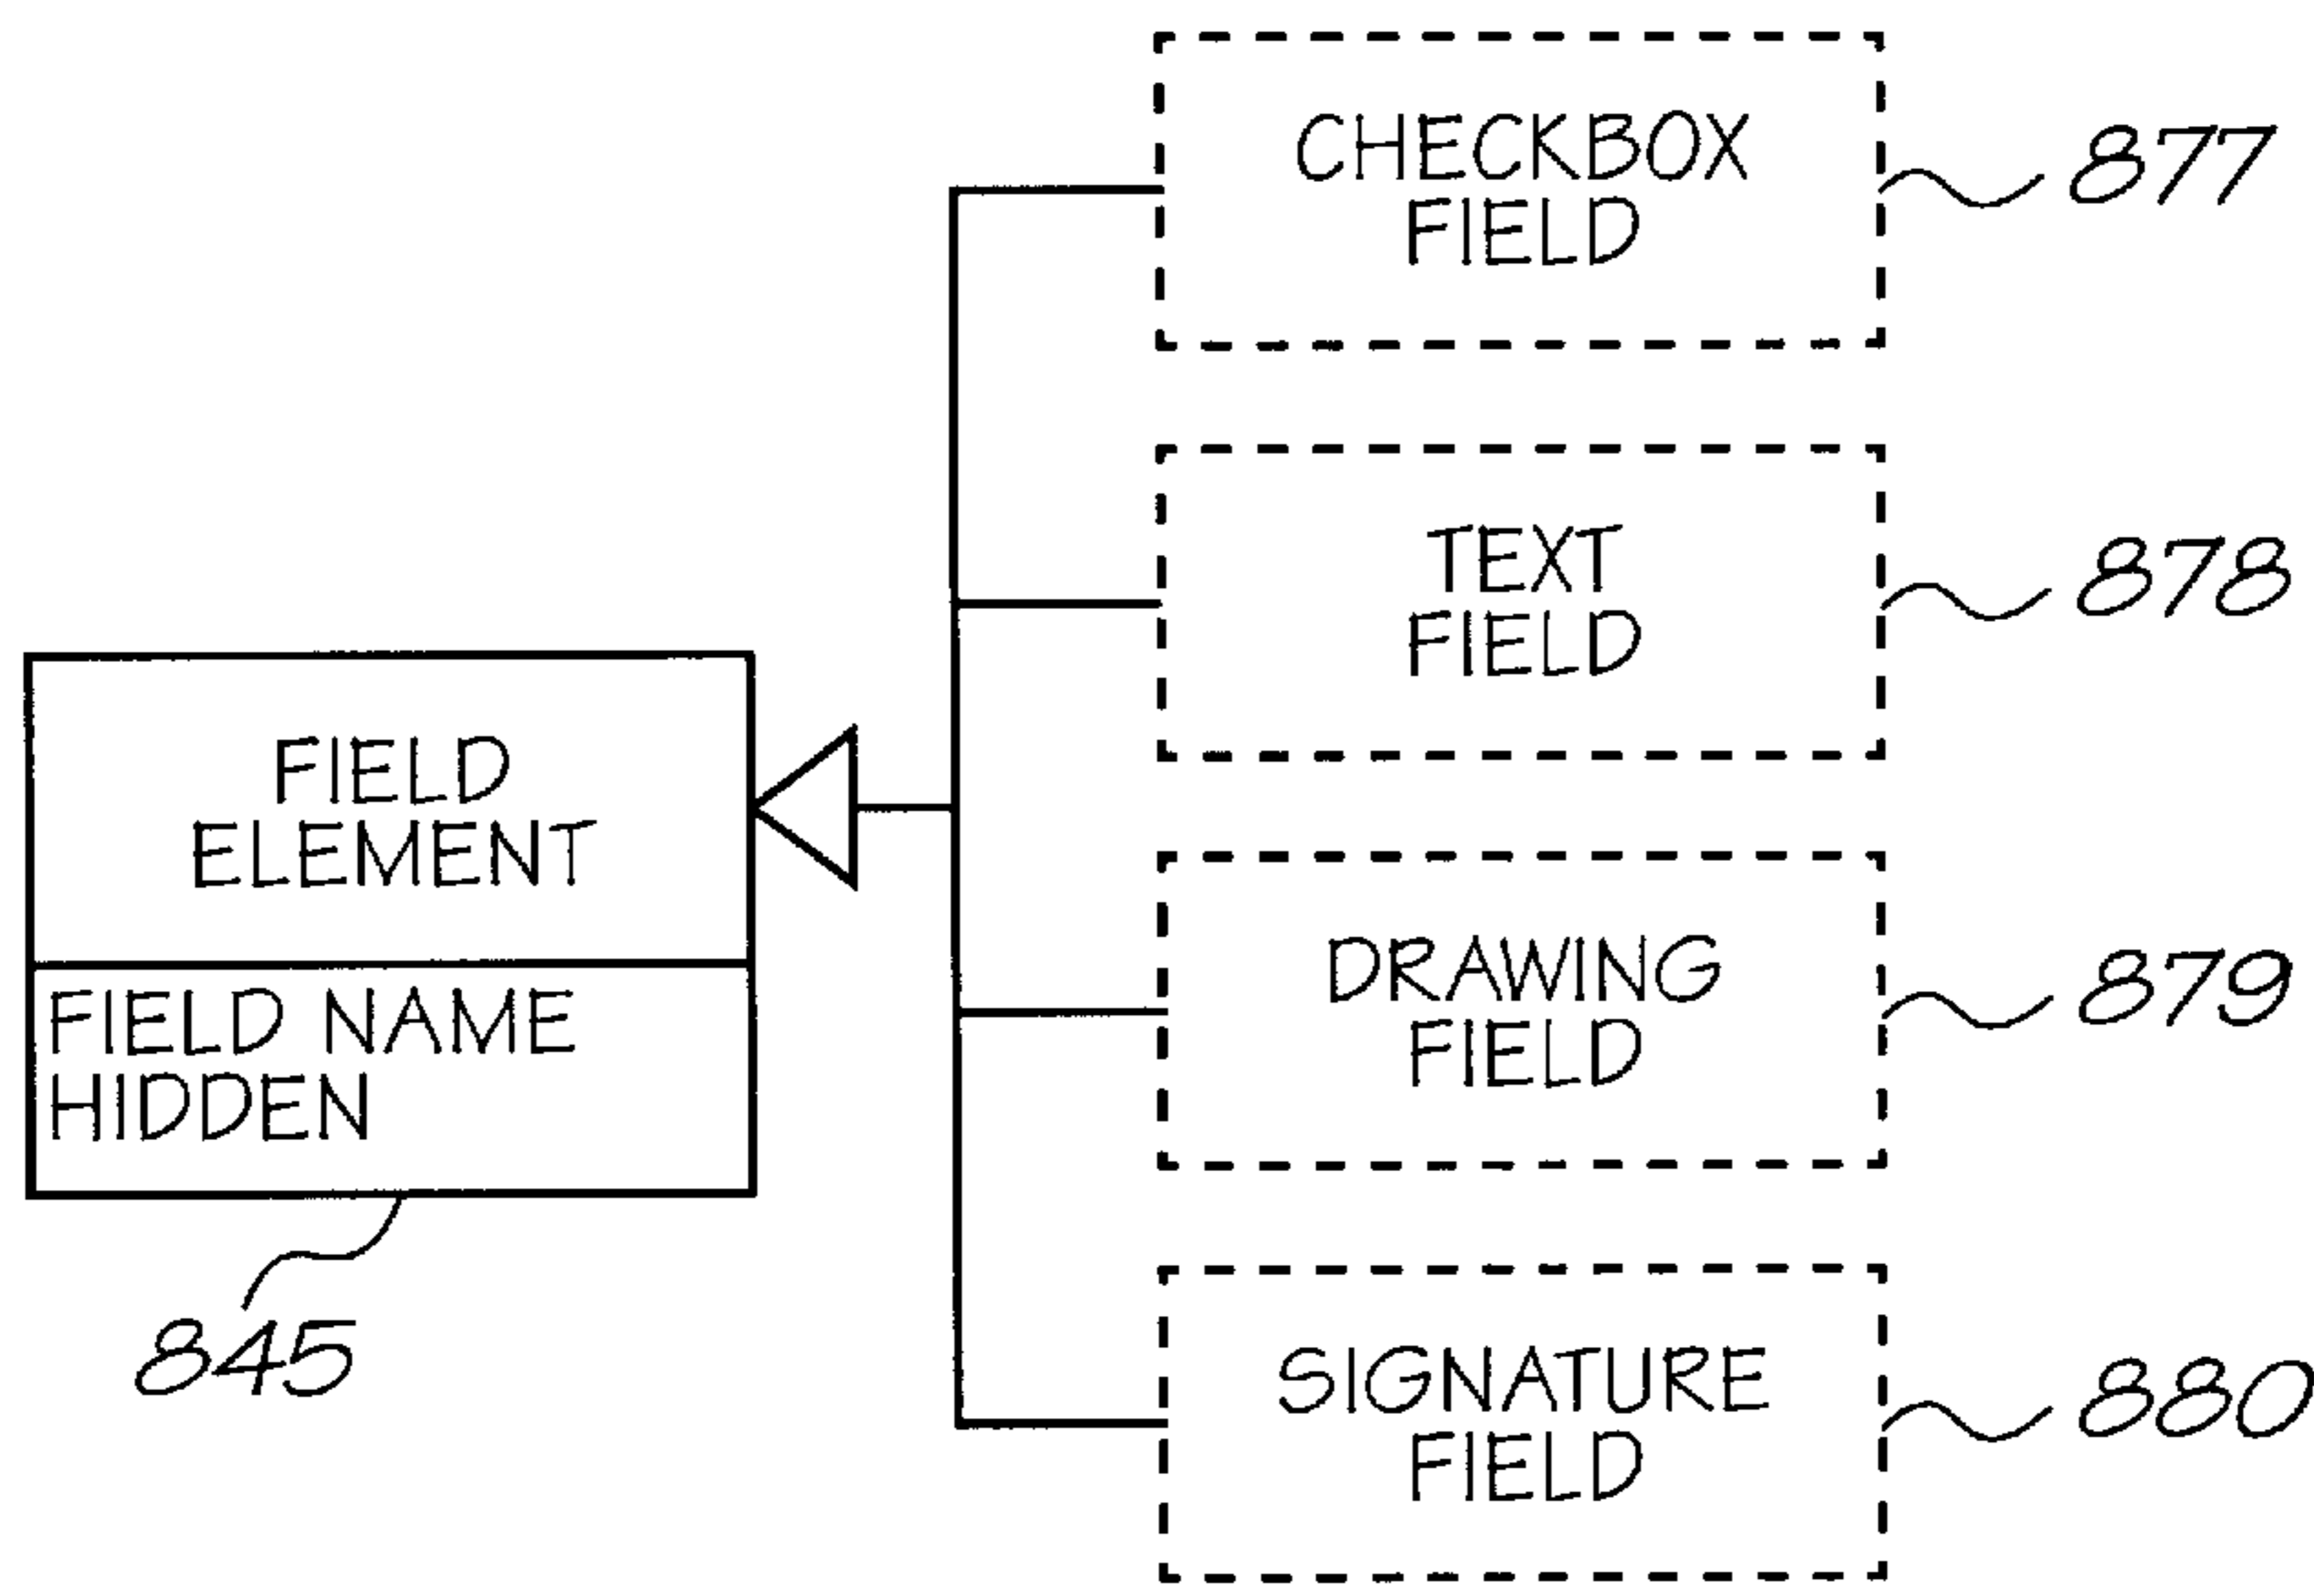 CHECKBOX
FIELD
877
TEXT
FIELD
878
FIELD
ELEMENT
FIELD NAME
HIDDEN
845
DRAWING
FIELD
879
SIGNATURE
FIELD
880